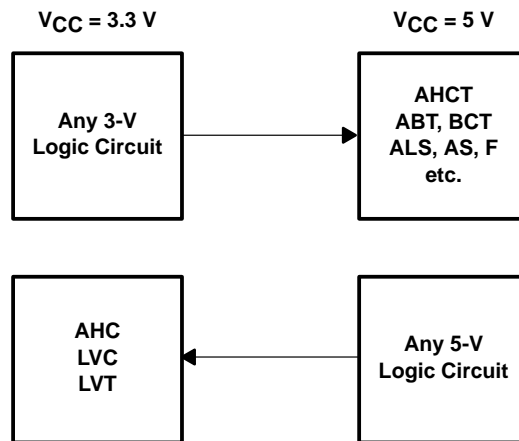 VCC = 3.3 V
VCC = 5 V
Any 3-V
Logic Circuit
AHCT
ABT, BCT
ALS, AS, F
etc.
AHC
LVC
LVT
Any 5-V
Logic Circuit